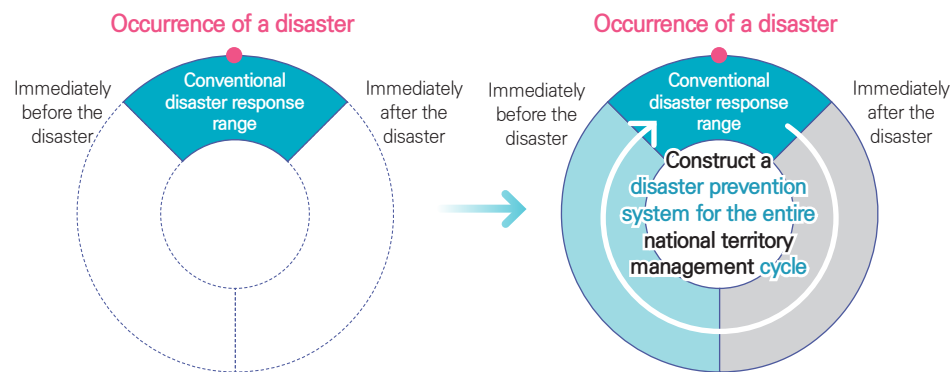 Occurrence of a disaster
Immediately
before the
disaster
Conventional
disaster response
range
Immediately
after the
disaster
Occurrence of a disaster
Immediately
before the
disaster
Conventional
disaster response
range
Immediately
after the
disaster
Construct a
disaster prevention
system for the entire
national territory
management cycle